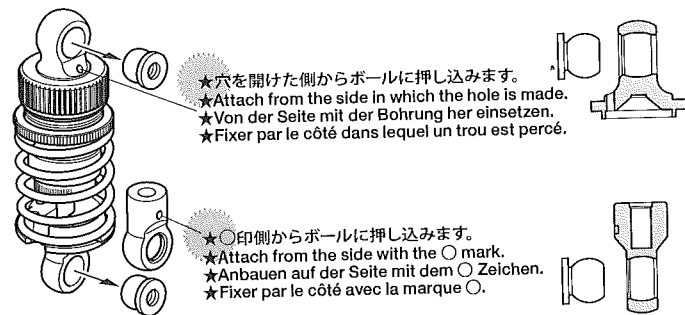 ★穴を開けた側からボールに押し込みます。
★Attach from the side in which the hole is made.
★Von der Seite mit der Bohrung her einsetzen.
★Fixer par le côté dans lequel un trou est percé.
★○印側からボールに押し込みます。
★Attach from the side with the ○ mark.
★Anbauen auf der Seite mit dem ○ Zeichen.
★Fixer par le côté avec la marque ○.